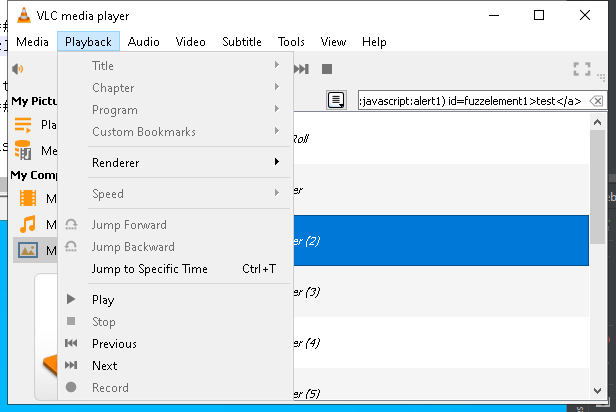 VLC media player
Media Playback Audio Video Subtitle Tools View Help
Title
Chapter
Program
Custom Bookmarks
Renderer
Speed
Jump Forward
Jump Backward
Jump to Specific Time Ctrl+T
Play
Stop
Previous
Next
Record
My Pictu
Pla
Me
My Comp
M
M
M
:javascript:alert1) id=fuzzelement1>test</a>
Roll
er
er (2)
er (3)
er (4)
er (5)